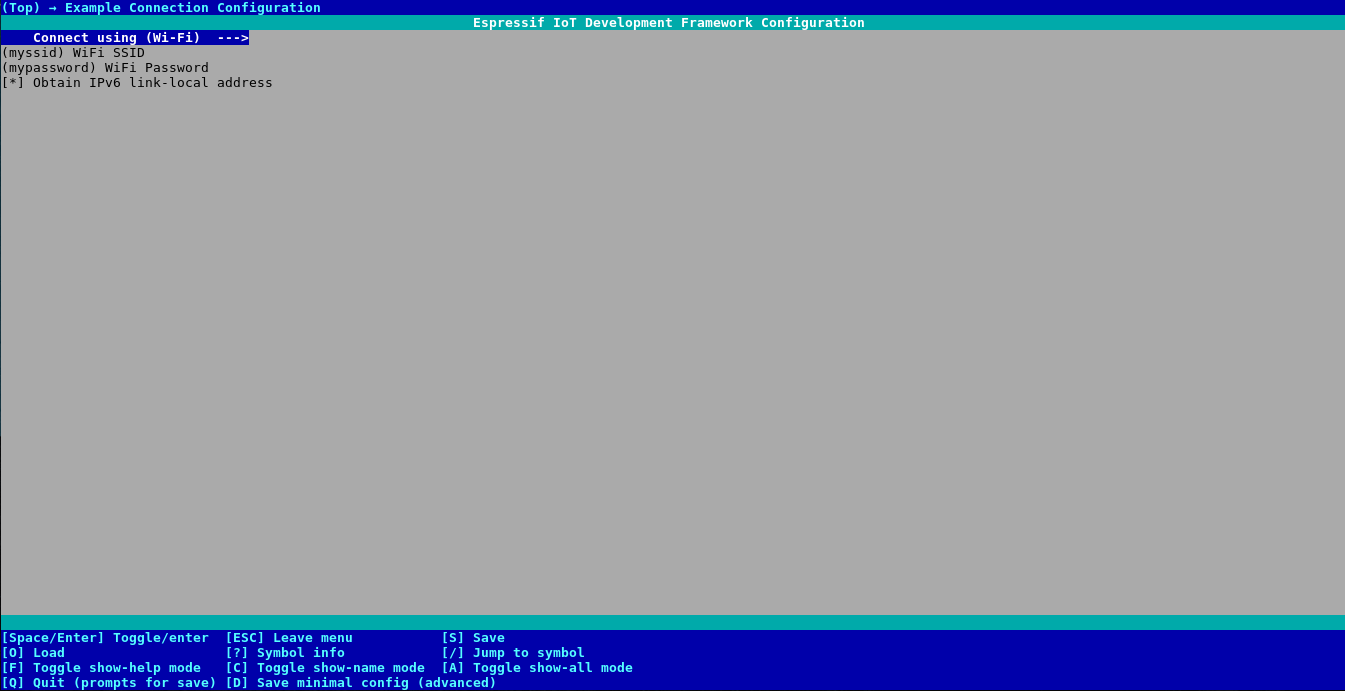 (Top) → Example Connection Configuration
Espressif IoT Development Framework Configuration
Connect using (Wi-Fi)  --->
(myssid) WiFi SSID
(mypassword) WiFi Password
[*] Obtain IPv6 link-local address
[Space/Enter] Toggle/enter  [ESC] Leave menu           [S] Save
[O] Load                    [?] Symbol info            [/] Jump to symbol
[F] Toggle show-help mode   [C] Toggle show-name mode  [A] Toggle show-all mode
[Q] Quit (prompts for save) [D] Save minimal config (advanced)